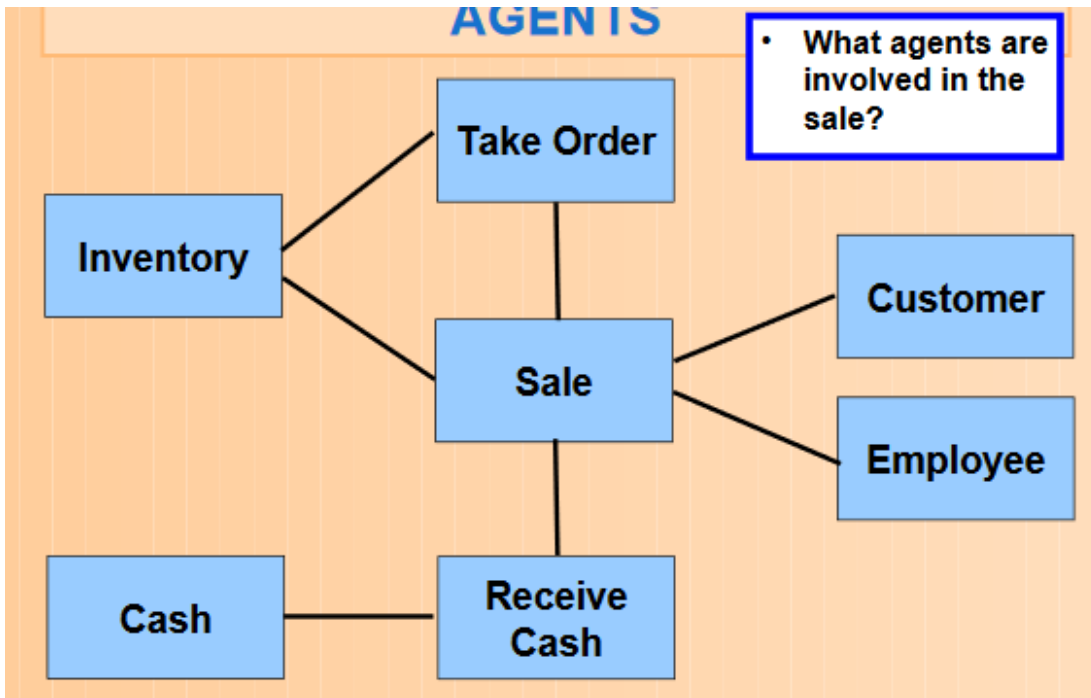 AGENTS
• What agents are
involved in the
sale?
Take Order
Inventory
Customer
Sale
Employee
Cash
Receive
Cash